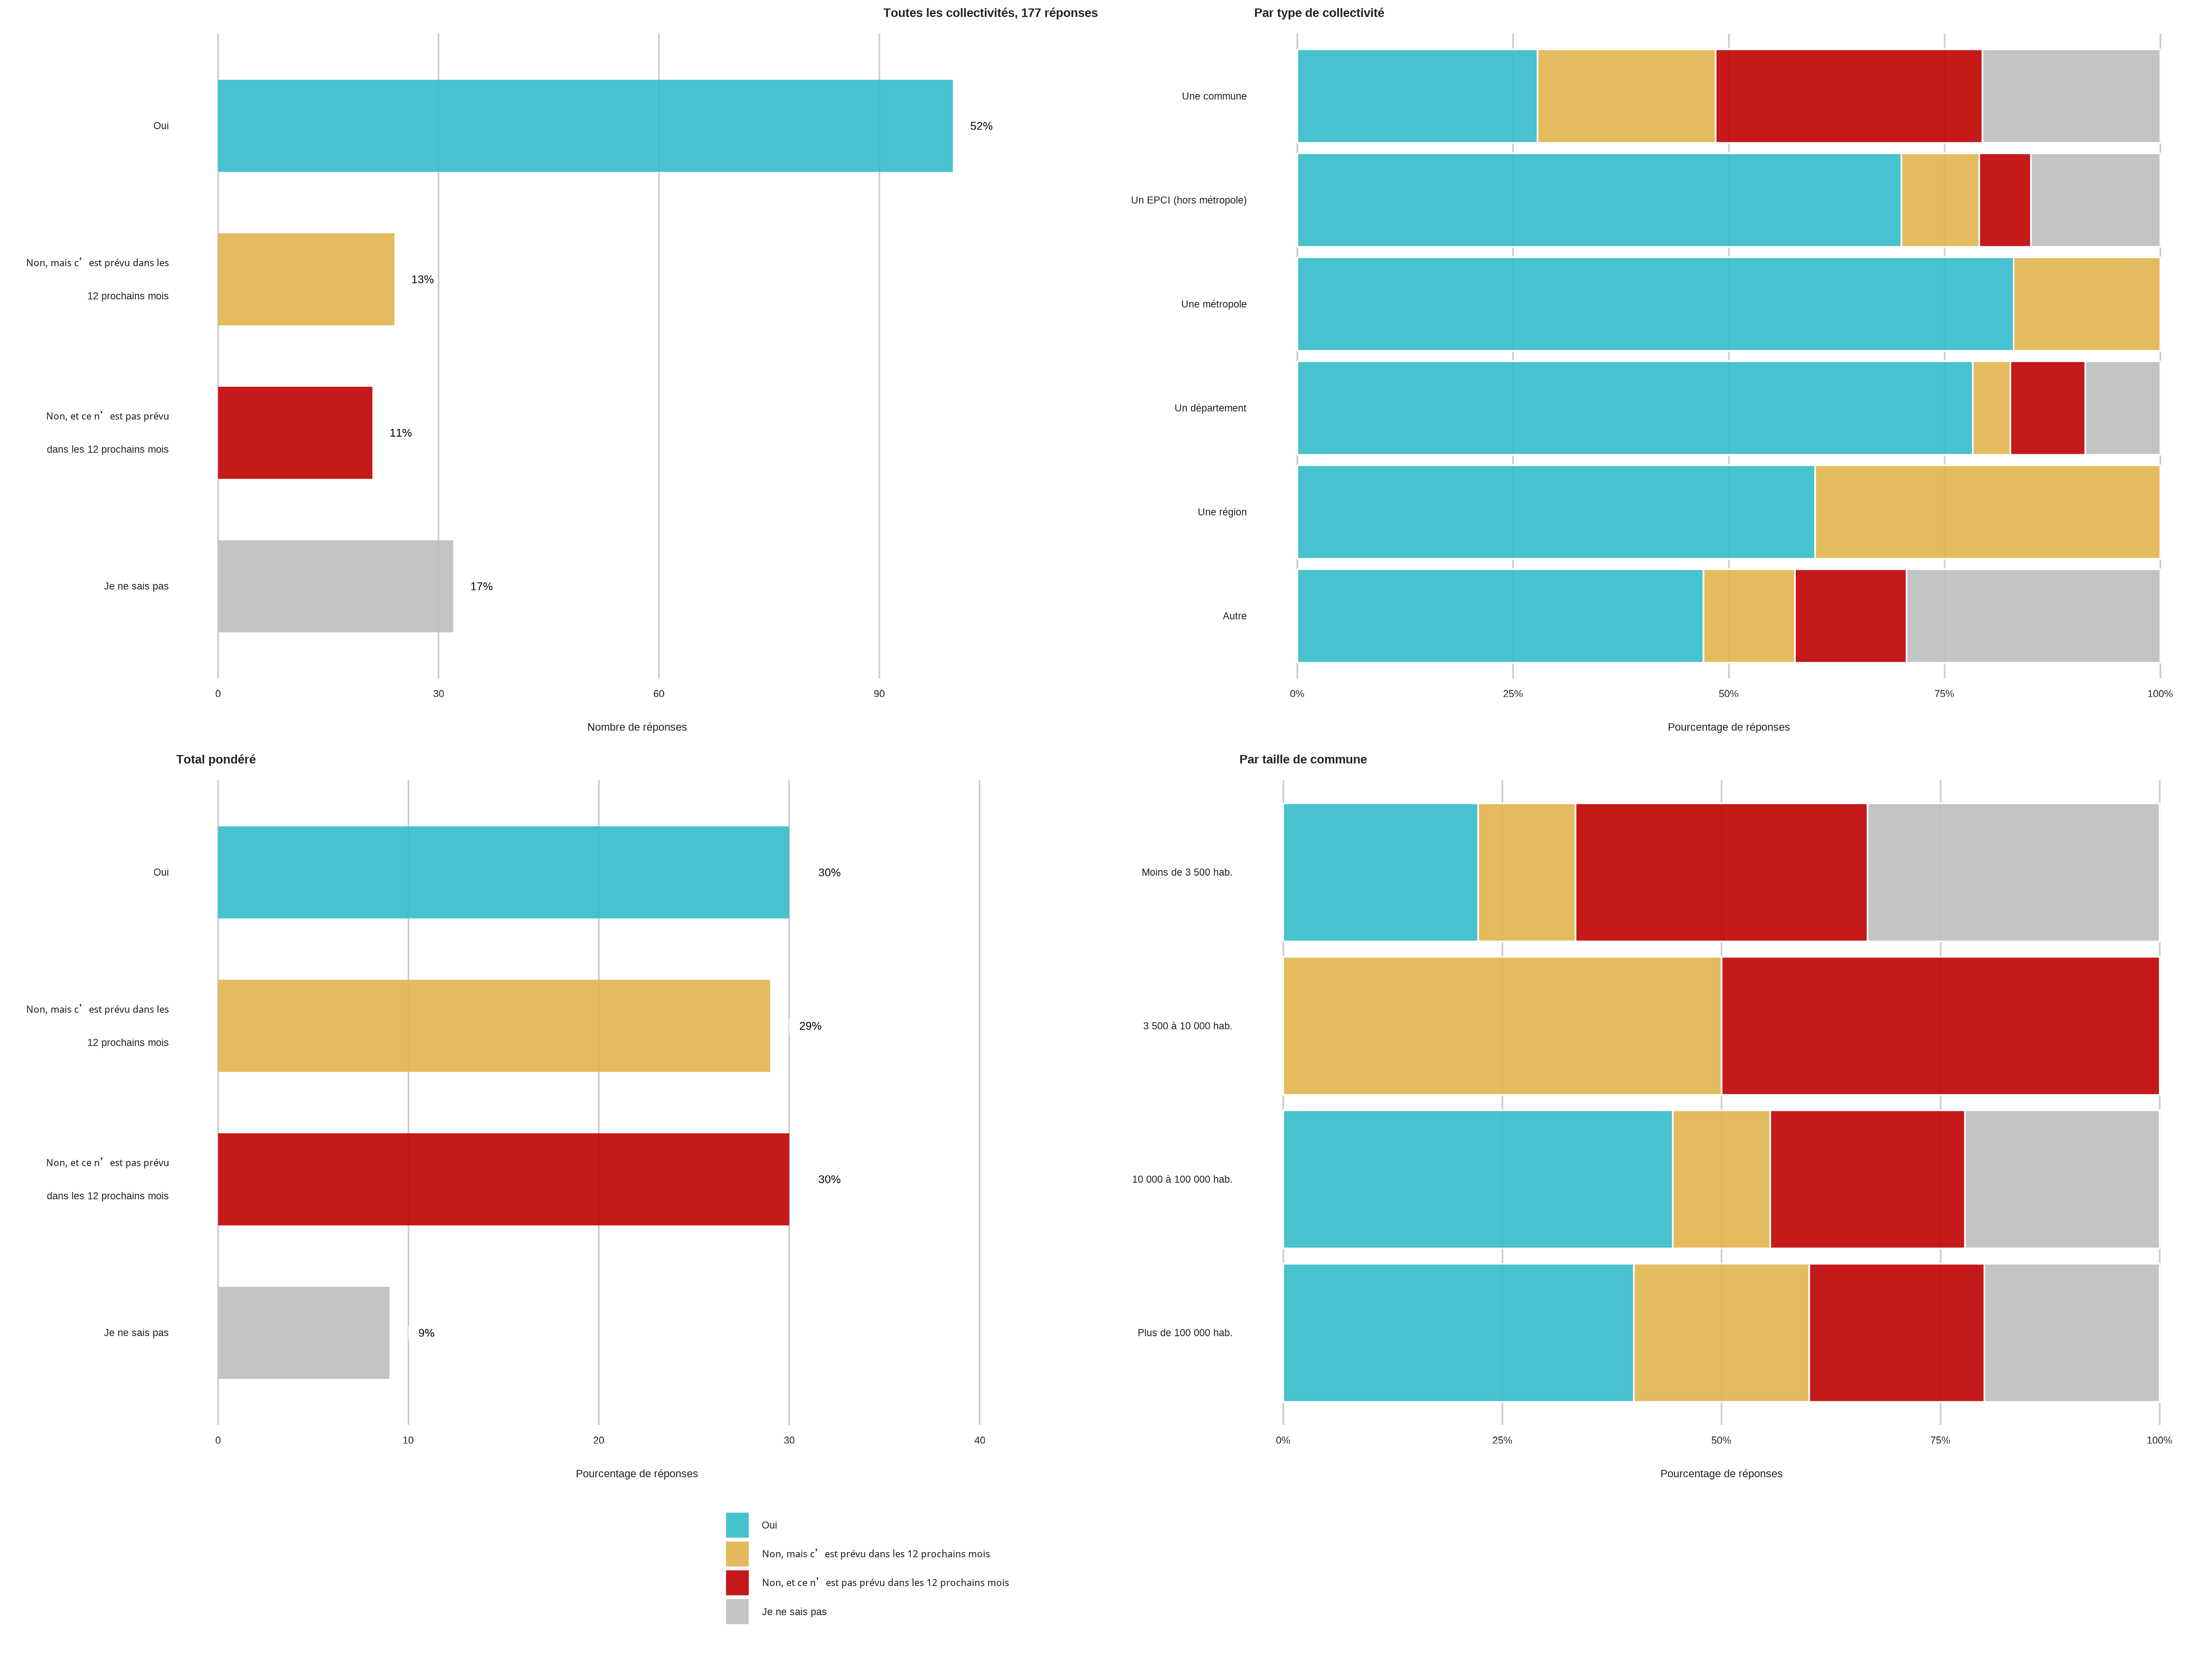 Toutes les collectivités, 177 réponses
Oui
52%
Non, mais c’est prévu dans les
12 prochains mois
13%
Non, et ce n’est pas prévu
dans les 12 prochains mois
11%
Je ne sais pas
17%
0 30 60 90
Nombre de réponses
Par type de collectivité
Une commune
Un EPCI (hors métropole)
Une métropole
Un département
Une région
Autre
0% 25% 50% 75% 100%
Pourcentage de réponses
Total pondéré
Oui
30%
Non, mais c’est prévu dans les
12 prochains mois
29%
Non, et ce n’est pas prévu
dans les 12 prochains mois
30%
Je ne sais pas
9%
0 10 20 30 40
Pourcentage de réponses
Par taille de commune
Moins de 3 500 hab.
3 500 à 10 000 hab.
10 000 à 100 000 hab.
Plus de 100 000 hab.
0% 25% 50% 75% 100%
Pourcentage de réponses
Oui
Non, mais c’est prévu dans les 12 prochains mois
Non, et ce n’est pas prévu dans les 12 prochains mois
Je ne sais pas